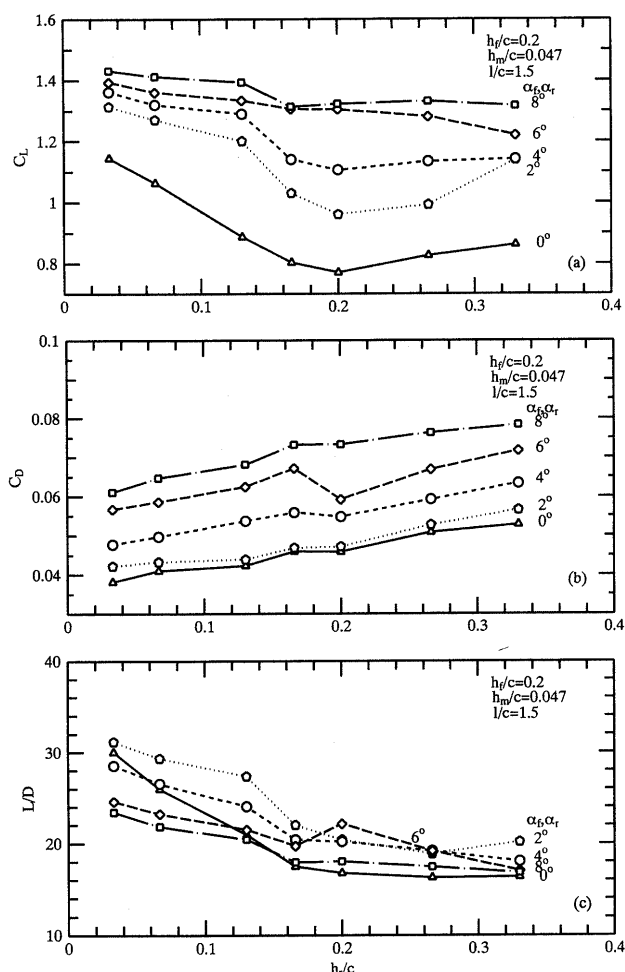 1.6
h_f/c=0.2
h_m/c=0.047
l/c=1.5
α_f,α_r
1.4
8°
6°
1.2
4°
2°
C_L
1
0°
0.8
(a)
0 0.1 0.2 0.3 0.4
0.1
h_f/c=0.2
h_m/c=0.047
l/c=1.5
α_f,α_r
0.08
8°
6°
C_D
0.06
4°
2°
0°
0.04
(b)
0 0.1 0.2 0.3 0.4
40
h_f/c=0.2
h_m/c=0.047
l/c=1.5
30
L/D
α_f,α_r
6°
2°
20
4°
8°
0°
10
(c)
0 0.1 0.2 0.3 0.4
h_r/c